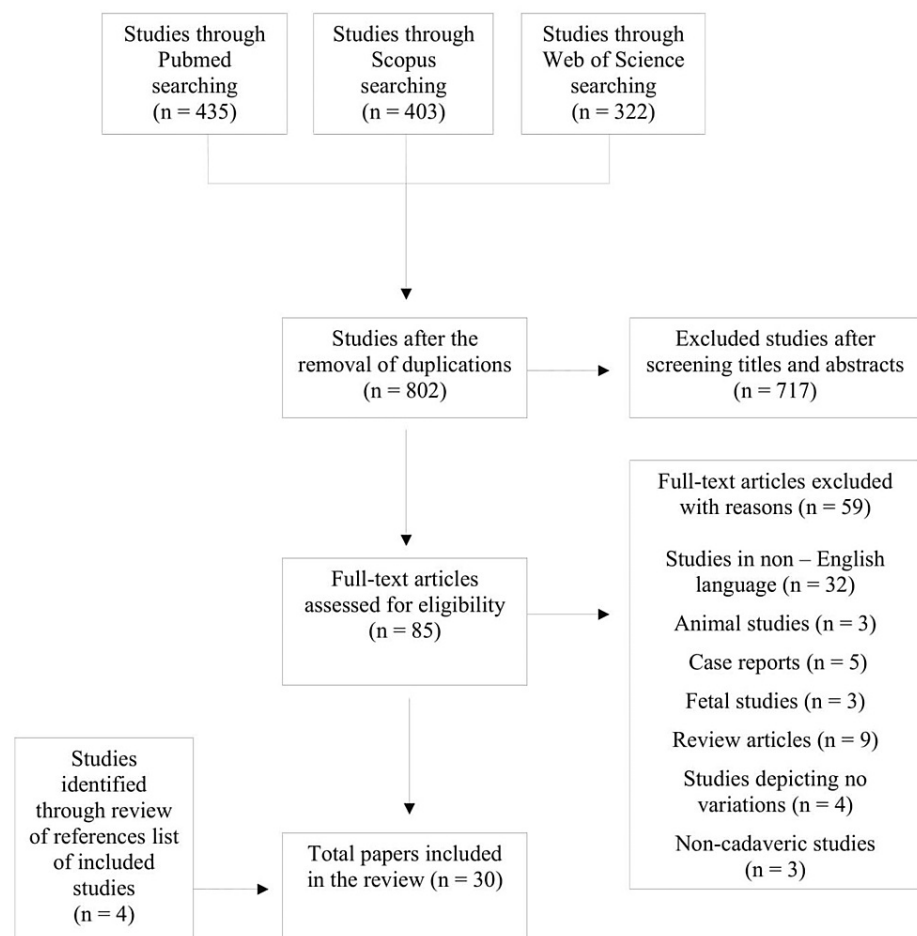 Studies through
Pubmed
searching
(n = 435)
Studies through
Scopus
searching
(n = 403)
Studies through
Web of Science
searching
(n = 322)
Studies after the
removal of duplications
(n = 802)
Excluded studies after
screening titles and abstracts
(n = 717)
Full-text articles
assessed for eligibility
(n = 85)
Full-text articles excluded
with reasons (n = 59)
Studies in non – English
language (n = 32)
Animal studies (n = 3)
Case reports (n = 5)
Fetal studies (n = 3)
Review articles (n = 9)
Studies depicting no
variations (n = 4)
Non-cadaveric studies
(n = 3)
Studies
identified
through review
of references list
of included
studies
(n = 4)
Total papers included
in the review (n = 30)